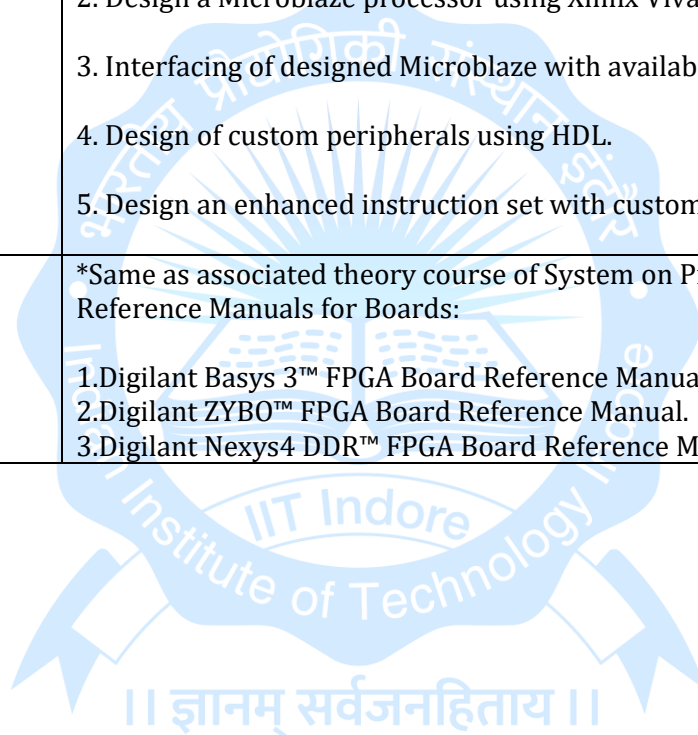 2. Design a Microblaze processor using Xilinx Viva
3. Interfacing of designed Microblaze with availab
4. Design of custom peripherals using HDL.
5. Design an enhanced instruction set with custom
*Same as associated theory course of System on P
Reference Manuals for Boards:
1.Digilant Basys 3™ FPGA Board Reference Manua
2.Digilant ZYBO™ FPGA Board Reference Manual.
3.Digilant Nexys4 DDR™ FPGA Board Reference M
भारतीय प्रौद्योगिकी संस्थान इंदौर
Indian Institute of Technology Indore
IIT Indore
।। ज्ञानम् सर्वजनहिताय ।।